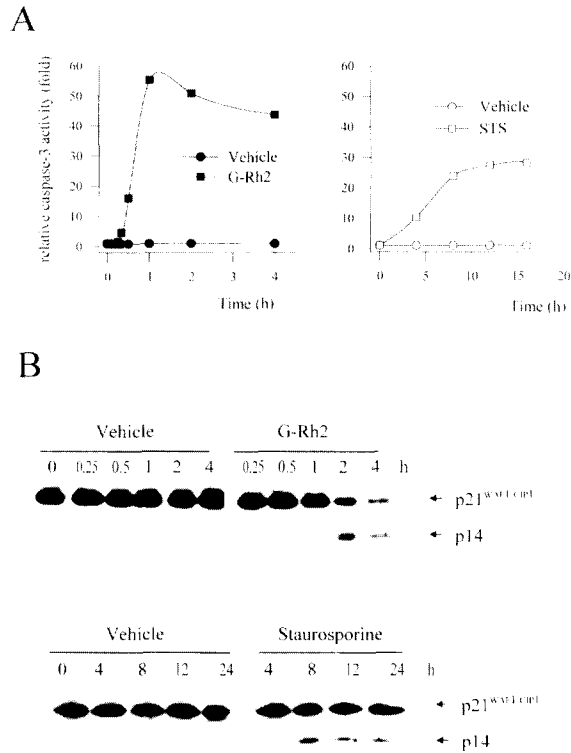 A
relative caspase-3 activity (fold)
60
50
40
30
20
10
0
Vehicle
G-Rh2
0 1 2 3 4
Time (h)
60
50
40
30
20
10
0
Vehicle
STS
0 5 10 15 20
Time (h)
B
Vehicle G-Rh2
0 0.25 0.5 1 2 4 0.25 0.5 1 2 4 h
p21WAF1/CIP1
p14
Vehicle Staurosporine
0 4 8 12 24 4 8 12 24 h
p21WAF1/CIP1
p14